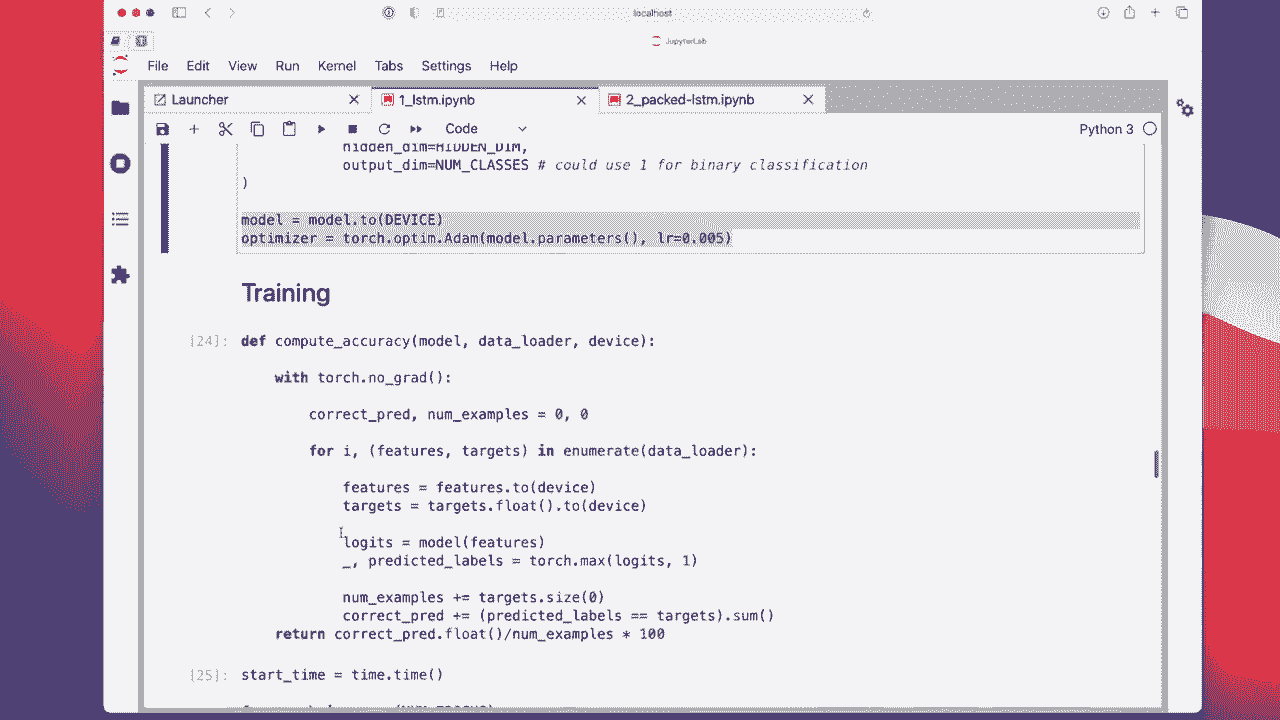 localhost
JupyterLab
File Edit View Run Kernel Tabs Settings Help
Launcher 1_lstm.ipynb 2_packed-lstm.ipynb
Code Python 3
hidden_dim=HIDDEN_DIM,
output_dim=NUM_CLASSES # could use 1 for binary classification
)
model = model.to(DEVICE)
optimizer = torch.optim.Adam(model.parameters(), lr=0.005)
Training
[24]: def compute_accuracy(model, data_loader, device):
with torch.no_grad():
correct_pred, num_examples = 0, 0
for i, (features, targets) in enumerate(data_loader):
features = features.to(device)
targets = targets.float().to(device)
logits = model(features)
_, predicted_labels = torch.max(logits, 1)
num_examples += targets.size(0)
correct_pred += (predicted_labels == targets).sum()
return correct_pred.float()/num_examples * 100
[25]: start_time = time.time()